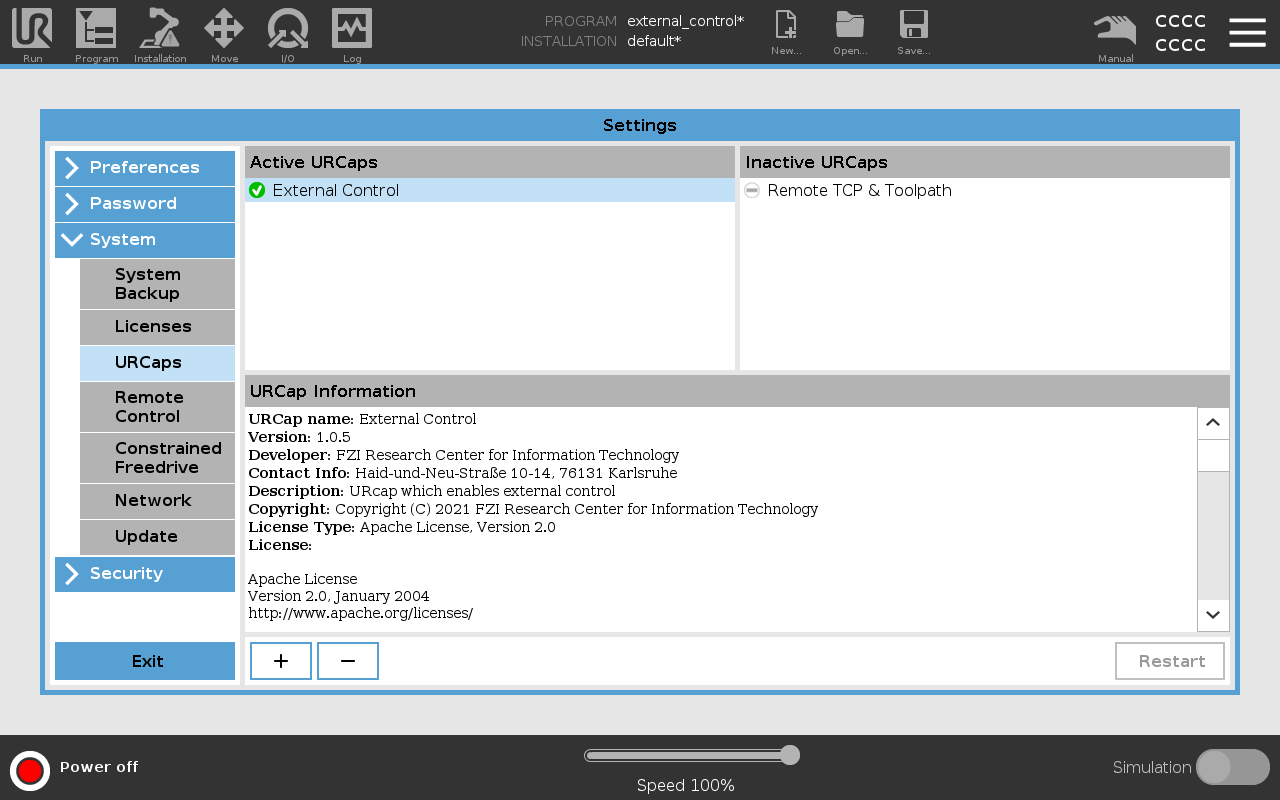 Run
Program
Installation
Move
I/O
Log
PROGRAM external_control*
INSTALLATION default*
New...
Open...
Save...
Manual
CCCC
CCCC
Settings
Preferences
Password
System
System
Backup
Licenses
URCaps
Remote
Control
Constrained
Freedrive
Network
Update
Security
Exit
Active URCaps
External Control
Inactive URCaps
Remote TCP & Toolpath
URCap Information
URCap name: External Control
Version: 1.0.5
Developer: FZI Research Center for Information Technology
Contact Info: Haid-und-Neu-Straße 10-14, 76131 Karlsruhe
Description: URcap which enables external control
Copyright: Copyright (C) 2021 FZI Research Center for Information Technology
License Type: Apache License, Version 2.0
License:
Apache License
Version 2.0, January 2004
http://www.apache.org/licenses/
+
-
Restart
Power off
Speed 100%
Simulation